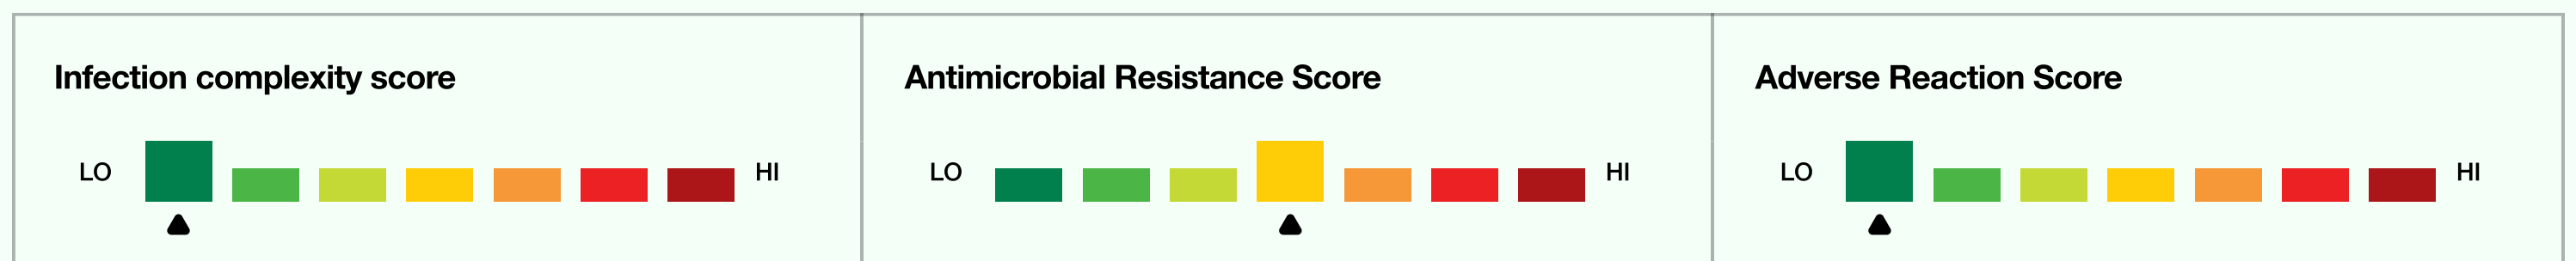 Infection complexity score
LO
HI
Antimicrobial Resistance Score
LO
HI
Adverse Reaction Score
LO
HI